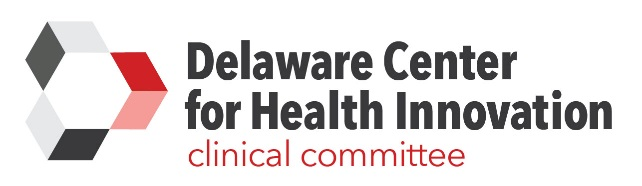 Delaware Center
for Health Innovation
clinical committee